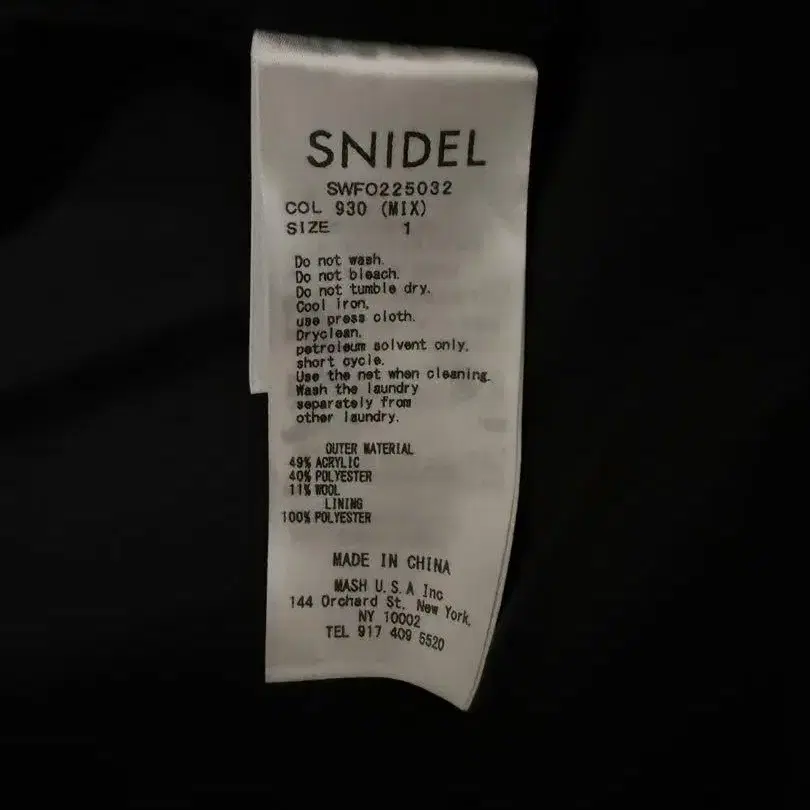 SNIDEL
SWFO225032
COL 930 (MIX)
SIZE 1
Do not wash.
Do not bleach.
Do not tumble dry.
Cool iron,
use press cloth.
Dryclean,
petroleum solvent only,
short cycle.
Use the net when cleaning.
Wash the laundry
separately from
other laundry.
OUTER MATERIAL
49% ACRYLIC
40% POLYESTER
11% WOOL
LINING
100% POLYESTER
MADE IN CHINA
MASH U.S.A Inc
144 Orchard St. New York,
NY 10002
TEL 917 409 5520